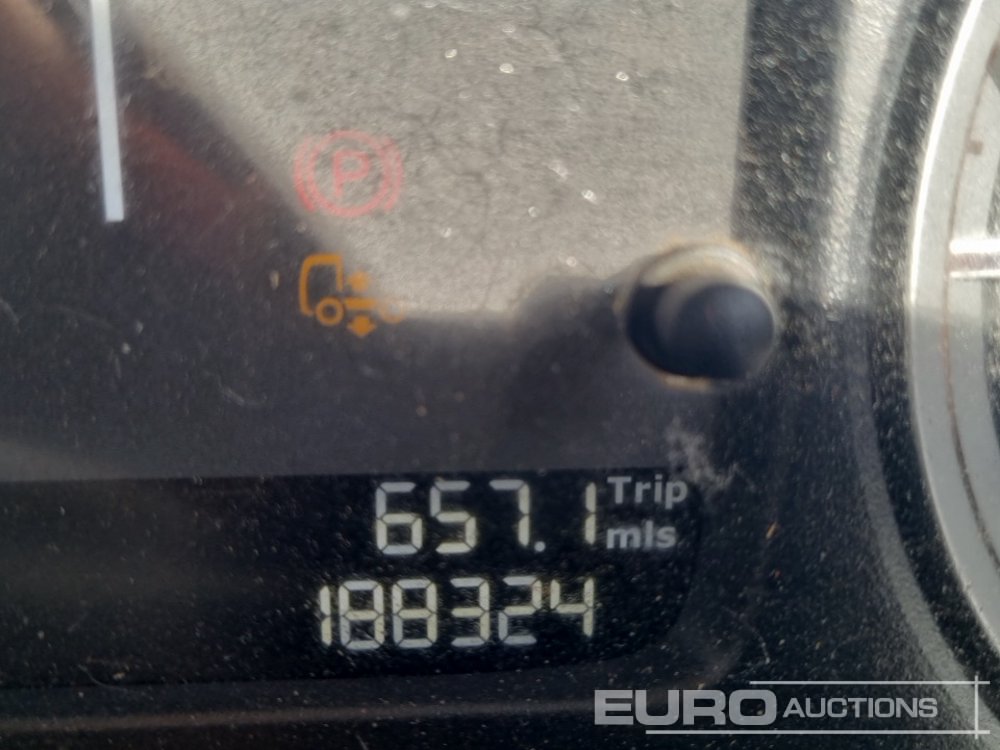 P
657.1 Trip
mls
188324
EURO AUCTIONS